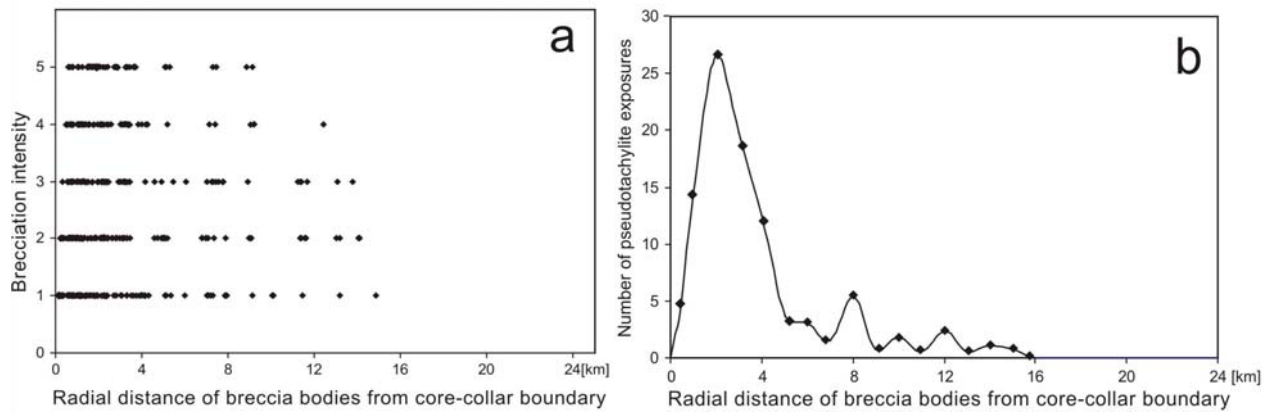 a
5
4
3
2
1
0
Brecciation intensity
0 4 8 12 16 20 24[km]
Radial distance of breccia bodies from core-collar boundary
b
30
25
20
15
10
5
0
Number of pseudotachylite exposures
0 4 8 12 16 20 24 [km]
Radial distance of breccia bodies from core-collar boundary